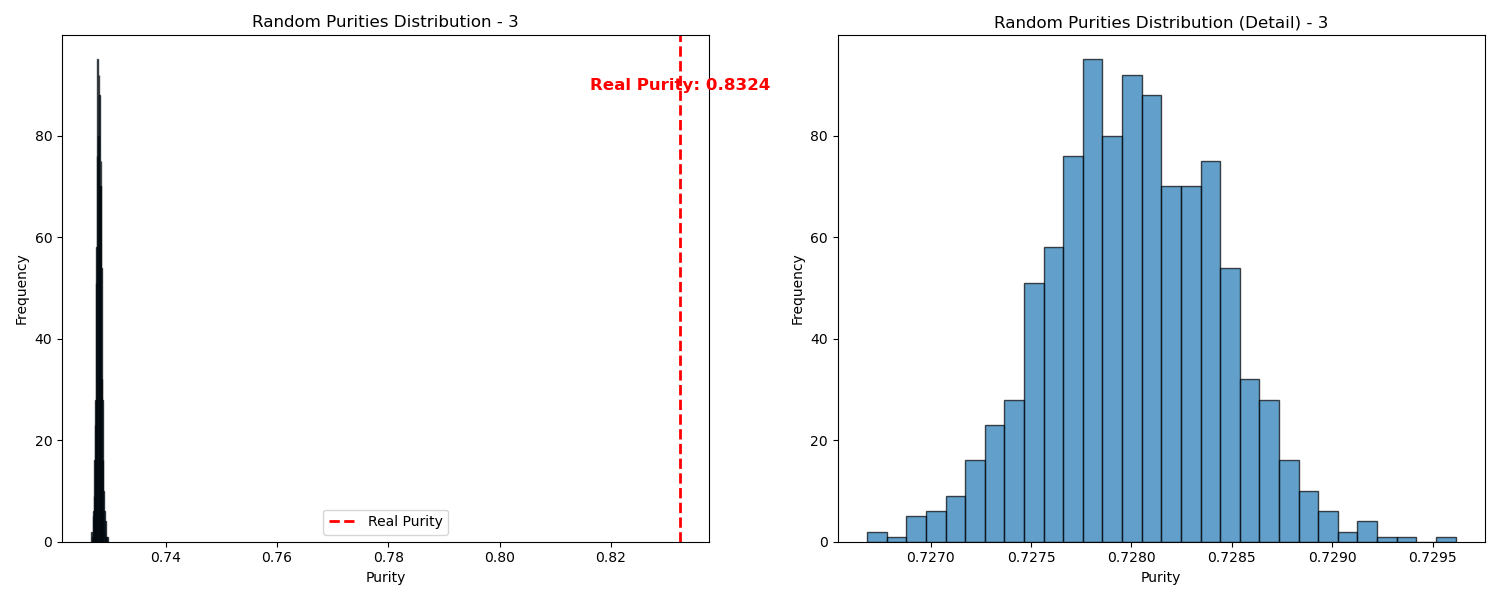 Random Purities Distribution - 3
Real Purity: 0.8324
Frequency
80
60
40
20
0
0.74 0.76 0.78 0.80 0.82
Purity
Real Purity
Random Purities Distribution (Detail) - 3
Frequency
80
60
40
20
0
0.7270 0.7275 0.7280 0.7285 0.7290 0.7295
Purity